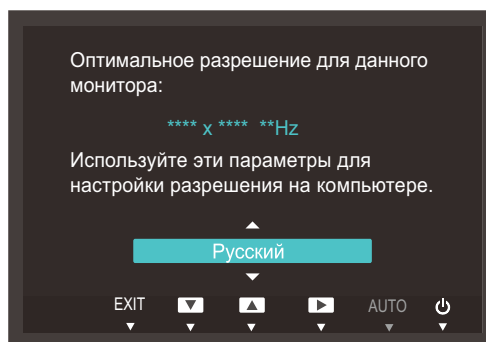 Оптимальное разрешение для данного
монитора:
**** x **** **Hz
Используйте эти параметры для
настройки разрешения на компьютере.
Русский
EXIT AUTO